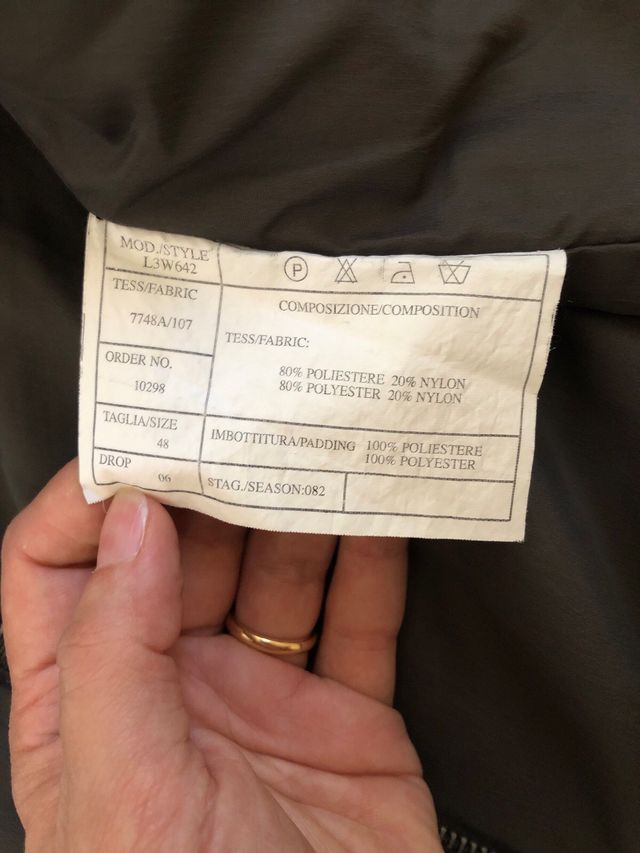 MOD./STYLE
L3W642
TESS/FABRIC
7748A/107
ORDER NO.
10298
TAGLIA/SIZE
48
DROP
06
P
COMPOSIZIONE/COMPOSITION
TESS/FABRIC:
80% POLIESTERE 20% NYLON
80% POLYESTER 20% NYLON
IMBOTTITURA/PADDING 100% POLIESTERE
100% POLYESTER
STAG./SEASON:082